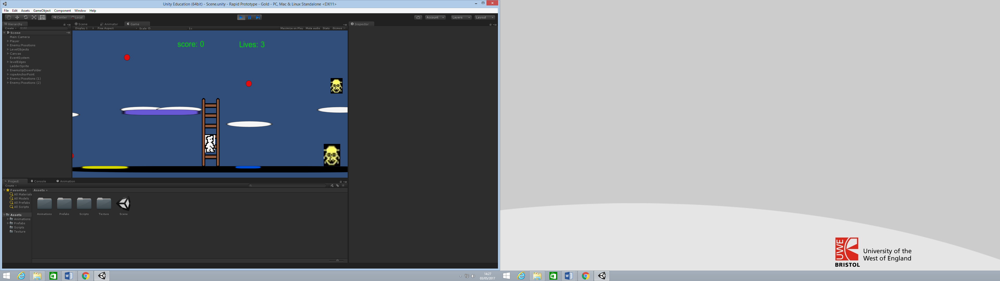 Unity Education (64bit) - Scene.unity - Rapid Prototype - Gold - PC, Mac & Linux Standalone <DX11>
File Edit Assets GameObject Component Window Help
Center Local Account Layers Layout
Hierarchy
Create All
Scene
Main Camera
Player
Enemy/Posotions
LevelObjects
Canvas
EventSystem
levelEdges
LadderSprite
EnemyUpDownFolder
ropeAnchorPoint
Enemy/Posotions (1)
Enemy/Posotions (2)
Scene Animator Game
Display 1 Free Aspect Scale 1x Maximize on Play Mute audio Stats Gizmos
score: 0 Lives: 3
Inspector
Project Console Animation
Create
Favorites
All Materials
All Models
All Prefabs
All Scripts
Assets
Animations
Prefabs
Scripts
Texture
Assets
Animations Prefabs Scripts Texture Scene
14:27
03/05/2017
UWE
BRISTOL
University of the
West of England